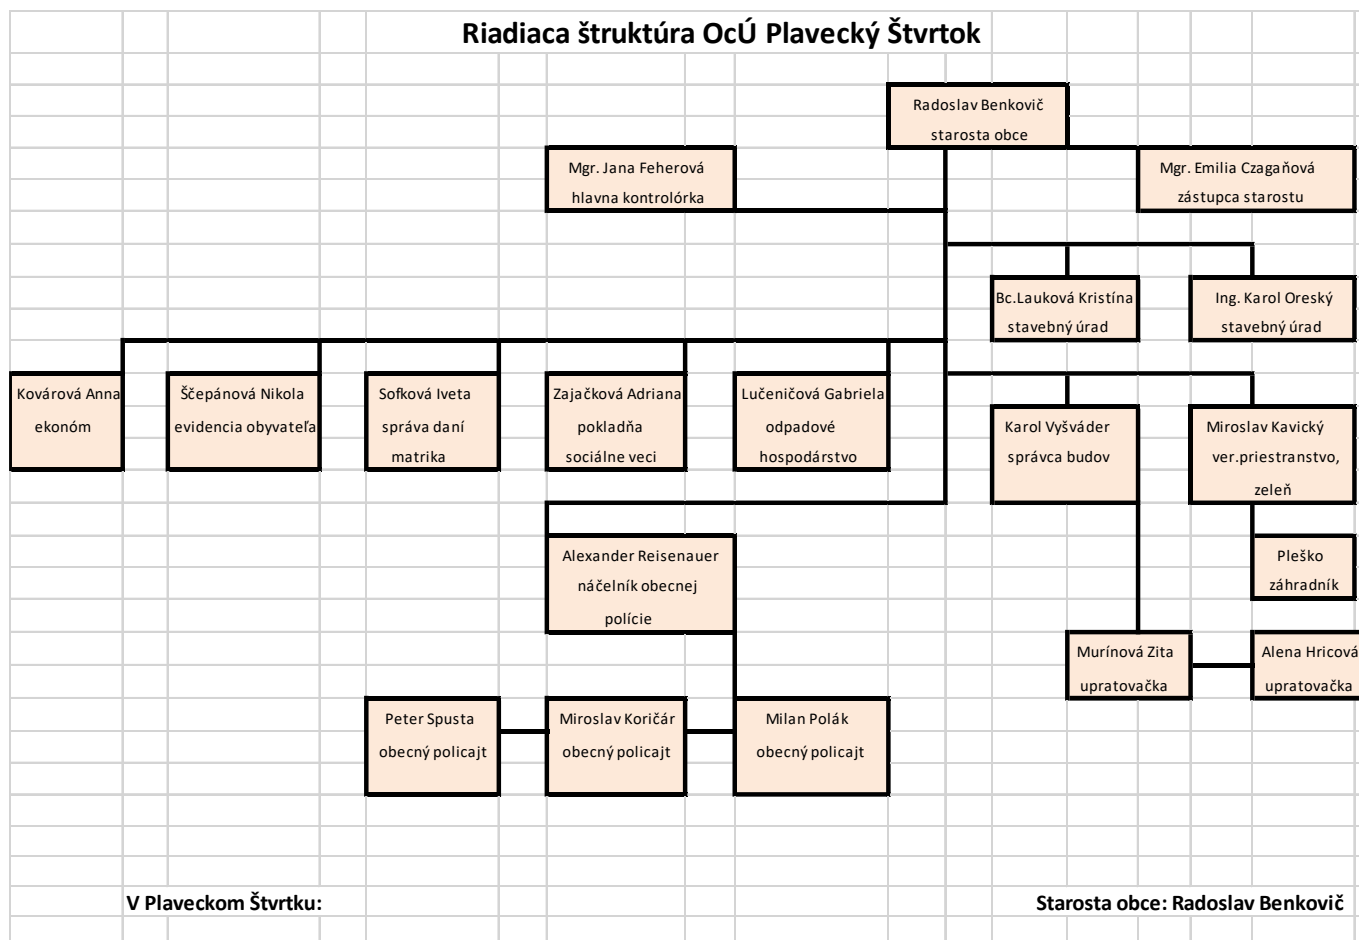 Riadiaca štruktúra OcÚ Plavecký Štvrtok
Radoslav Benkovič
starosta obce
Mgr. Jana Feherová
hlavna kontrolórka
Mgr. Emilia Czagaňová
zástupca starostu
Bc.Lauková Kristína
stavebný úrad
Ing. Karol Oreský
stavebný úrad
Kovárová Anna
ekonóm
Ščepánová Nikola
evidencia obyvateľa
Sofková Iveta
správa daní
matrika
Zajačková Adriana
pokladňa
sociálne veci
Lučeničová Gabriela
odpadové
hospodárstvo
Karol Vyšváder
správca budov
Miroslav Kavický
ver.priestranstvo,
zeleň
Alexander Reisenauer
náčelník obecnej
polície
Pleško
záhradník
Murínová Zita
upratovačka
Alena Hricová
upratovačka
Peter Spusta
obecný policajt
Miroslav Koričár
obecný policajt
Milan Polák
obecný policajt
V Plaveckom Štvrtku:
Starosta obce: Radoslav Benkovič